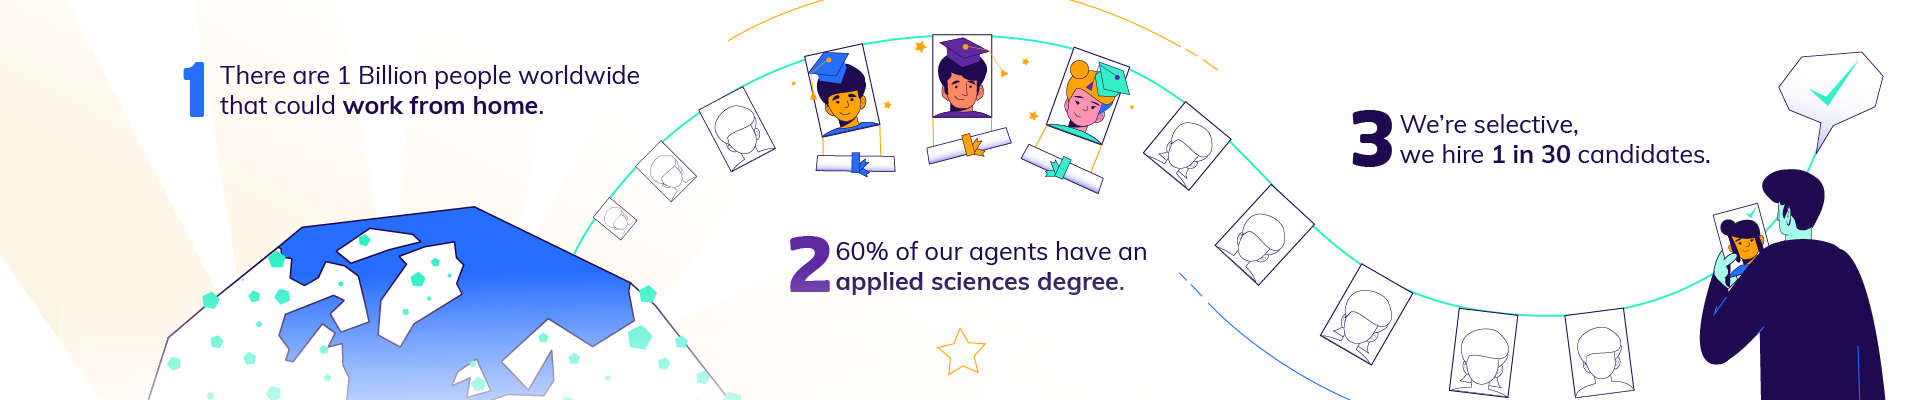 1 There are 1 Billion people worldwide
that could work from home.
2 60% of our agents have an
applied sciences degree.
3 We’re selective,
we hire 1 in 30 candidates.